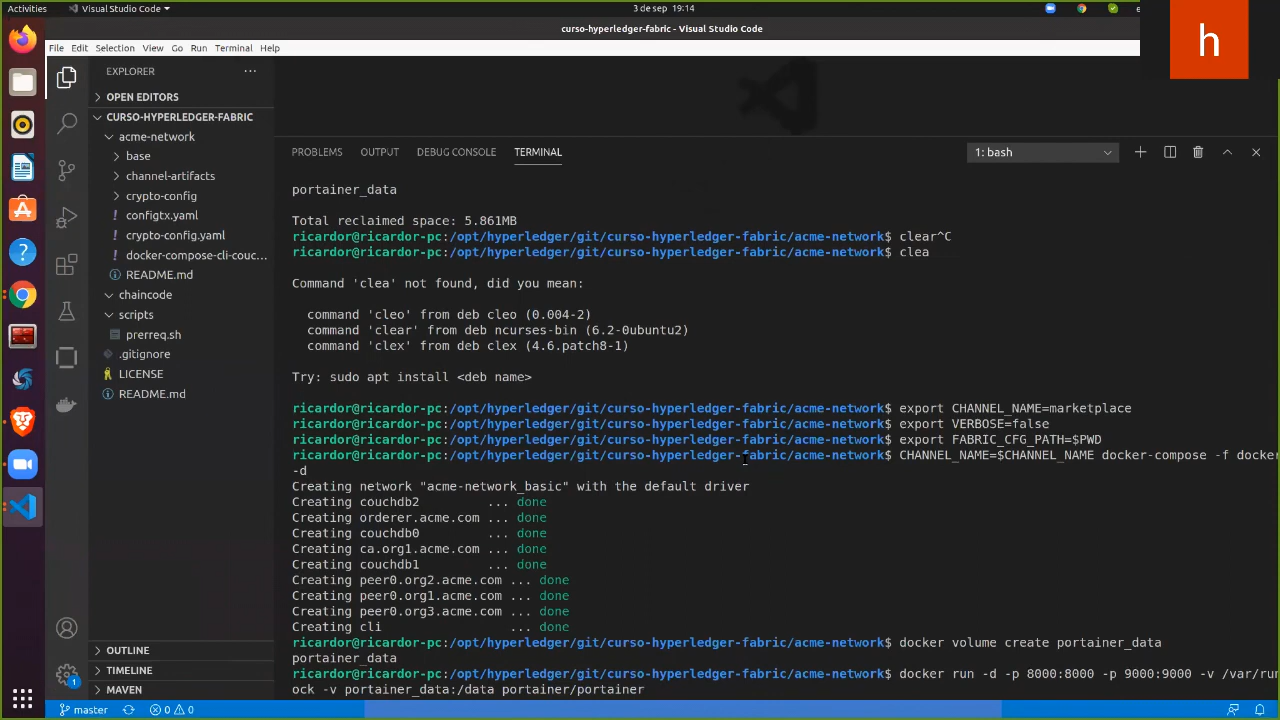 Activities
Visual Studio Code
3 de sep 19:14
curso-hyperledger-fabric - Visual Studio Code
h
File Edit Selection View Go Run Terminal Help
EXPLORER
OPEN EDITORS
CURSO-HYPERLEDGER-FABRIC
acme-network
base
channel-artifacts
crypto-config
configtx.yaml
crypto-config.yaml
docker-compose-cli-couc...
README.md
chaincode
scripts
prerreq.sh
.gitignore
LICENSE
README.md
OUTLINE
TIMELINE
MAVEN
PROBLEMS OUTPUT DEBUG CONSOLE TERMINAL
1: bash
portainer_data
Total reclaimed space: 5.861MB
ricardor@ricardor-pc:/opt/hyperledger/git/curso-hyperledger-fabric/acme-network$ clear^C
ricardor@ricardor-pc:/opt/hyperledger/git/curso-hyperledger-fabric/acme-network$ clea
Command 'clea' not found, did you mean:
command 'cleo' from deb cleo (0.004-2)
command 'clear' from deb ncurses-bin (6.2-0ubuntu2)
command 'clex' from deb clex (4.6.patch8-1)
Try: sudo apt install <deb name>
ricardor@ricardor-pc:/opt/hyperledger/git/curso-hyperledger-fabric/acme-network$ export CHANNEL_NAME=marketplace
ricardor@ricardor-pc:/opt/hyperledger/git/curso-hyperledger-fabric/acme-network$ export VERBOSE=false
ricardor@ricardor-pc:/opt/hyperledger/git/curso-hyperledger-fabric/acme-network$ export FABRIC_CFG_PATH=$PWD
ricardor@ricardor-pc:/opt/hyperledger/git/curso-hyperledger-fabric/acme-network$ CHANNEL_NAME=$CHANNEL_NAME docker-compose -f docker
-d
Creating network "acme-network_basic" with the default driver
Creating couchdb2 ... done
Creating orderer.acme.com ... done
Creating couchdb0 ... done
Creating ca.org1.acme.com ... done
Creating couchdb1 ... done
Creating peer0.org2.acme.com ... done
Creating peer0.org1.acme.com ... done
Creating peer0.org3.acme.com ... done
Creating cli ... done
ricardor@ricardor-pc:/opt/hyperledger/git/curso-hyperledger-fabric/acme-network$ docker volume create portainer_data
portainer_data
ricardor@ricardor-pc:/opt/hyperledger/git/curso-hyperledger-fabric/acme-network$ docker run -d -p 8000:8000 -p 9000:9000 -v /var/run
ock -v portainer_data:/data portainer/portainer
1
master
0 0